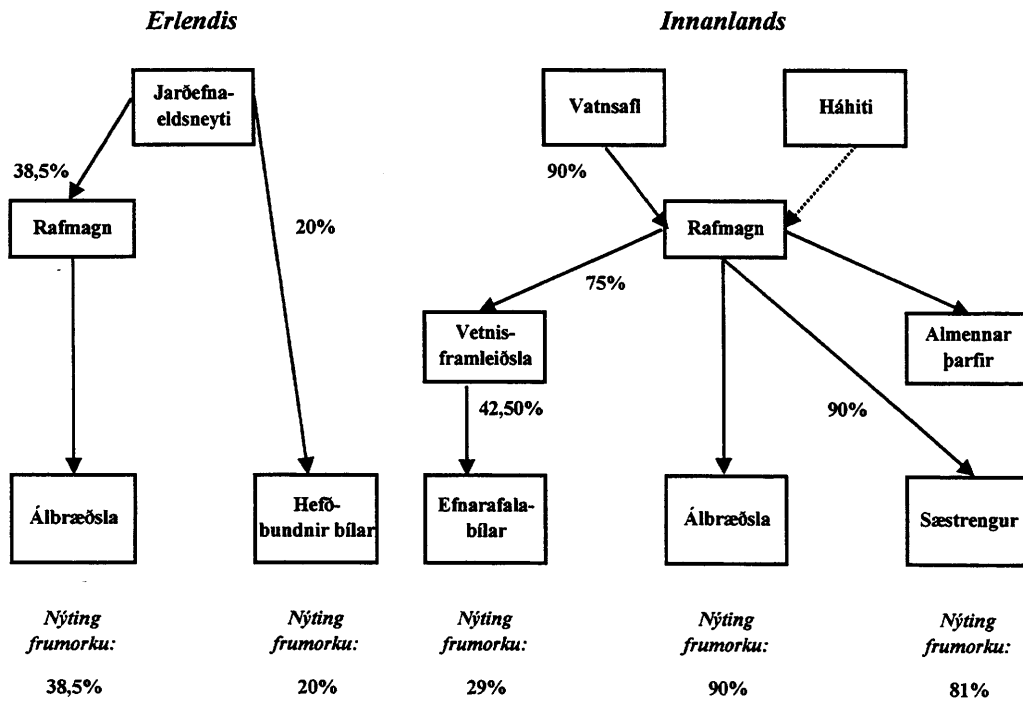 Erlendis
Innanlands
Jarðefna-
eldsneyti
Vatnsafl
Háhiti
38,5%
90%
Rafmagn
20%
Rafmagn
75%
Vetnis-
framleiðsla
Almennar
þarfir
42,50%
90%
Álbræðsla
Hefð-
bundnir bílar
Efnarafala-
bílar
Álbræðsla
Sæstrengur
Nýting
frumorku:
38,5%
Nýting
frumorku:
20%
Nýting
frumorku:
29%
Nýting
frumorku:
90%
Nýting
frumorku:
81%